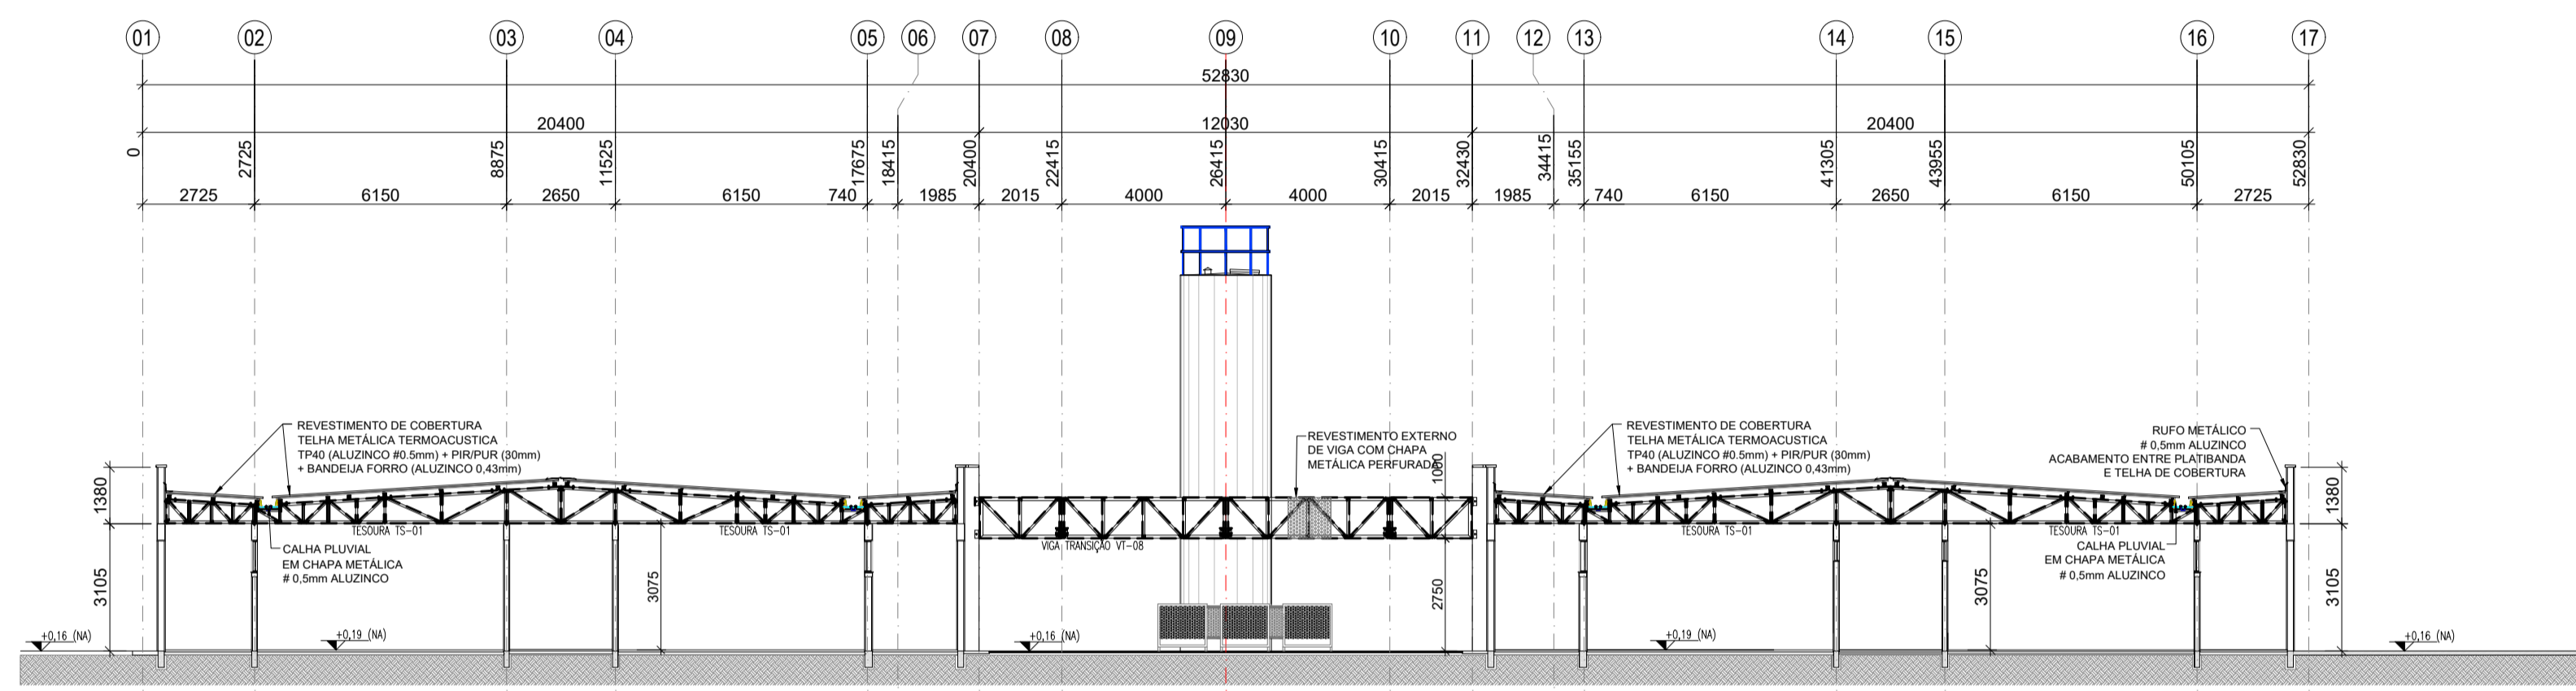 01 02 03 04 05 06 07 08 09 10 11 12 13 14 15 16 17
52830
20400 12030 20400
0 22725 8875 11525 17675 18415 20400 22415 26415 30415 32430 34415 35155 41305 43955 50105 52830
2725 6150 2650 6150 740 1985 2015 4000 4000 2015 1985 740 6150 2650 6150 2725
REVESTIMENTO DE COBERTURA
TELHA METÁLICA TERMOACUSTICA
TP40 (ALUZINCO #0.5mm) + PIR/PUR (30mm)
+ BANDEIJA FORRO (ALUZINCO 0,43mm)
REVESTIMENTO EXTERNO
DE VIGA COM CHAPA
METÁLICA PERFURADA
1000
REVESTIMENTO DE COBERTURA
TELHA METÁLICA TERMOACUSTICA
TP40 (ALUZINCO #0.5mm) + PIR/PUR (30mm)
+ BANDEIJA FORRO (ALUZINCO 0,43mm)
RUFO METÁLICO
# 0,5mm ALUZINCO
ACABAMENTO ENTRE PLATIBANDA
E TELHA DE COBERTURA
1380
1380
TESOURA TS-01
TESOURA TS-01
VIGA TRANSIÇÃO VT-08
TESOURA TS-01
TESOURA TS-01
CALHA PLUVIAL
EM CHAPA METÁLICA
# 0,5mm ALUZINCO
CALHA PLUVIAL
EM CHAPA METÁLICA
# 0,5mm ALUZINCO
3105
3075
2750
3075
3105
+0,16 (NA)
+0,19 (NA)
+0,16 (NA)
+0,19 (NA)
+0,16 (NA)